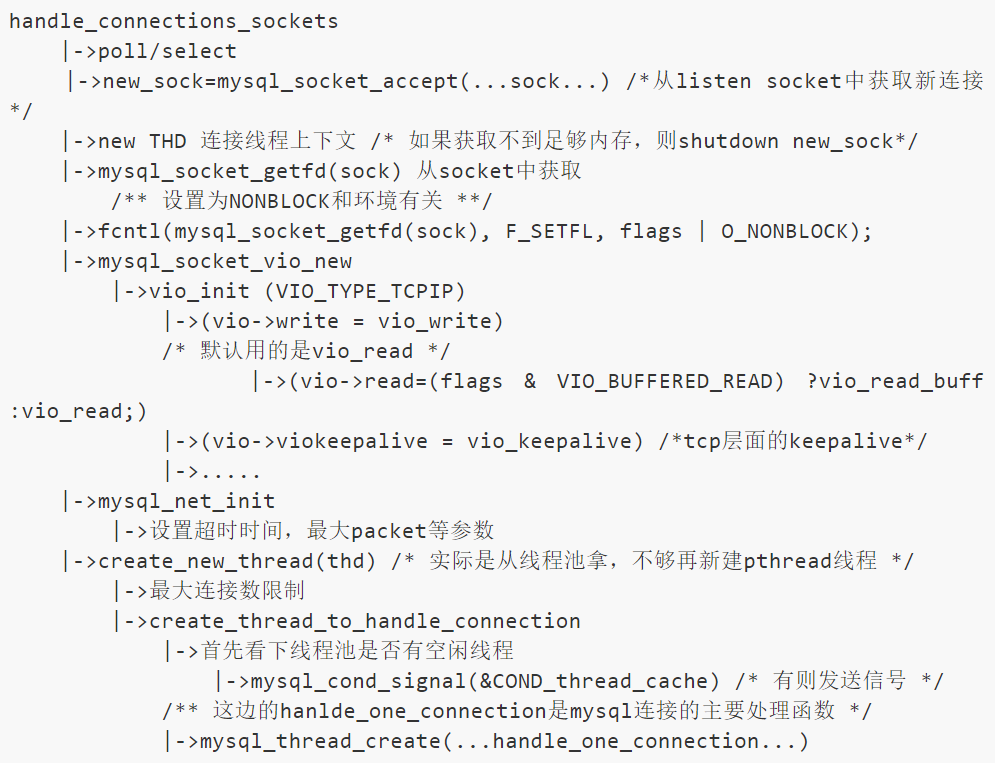 handle_connections_sockets
|->poll/select
|->new_sock=mysql_socket_accept(...sock...) /*从listen socket中获取新连接
*/
|->new THD 连接线程上下文 /* 如果获取不到足够内存，则shutdown new_sock*/
|->mysql_socket_getfd(sock) 从socket中获取
/** 设置为NONBLOCK和环境有关 **/
|->fcntl(mysql_socket_getfd(sock), F_SETFL, flags | O_NONBLOCK);
|->mysql_socket_vio_new
|->vio_init (VIO_TYPE_TCPIP)
|->(vio->write = vio_write)
/* 默认用的是vio_read */
|->(vio->read=(flags & VIO_BUFFERED_READ) ?vio_read_buff
:vio_read;)
|->(vio->viokeepalive = vio_keepalive) /*tcp层面的keepalive*/
|->.....
|->mysql_net_init
|->设置超时时间，最大packet等参数
|->create_new_thread(thd) /* 实际是从线程池拿，不够再新建pthread线程 */
|->最大连接数限制
|->create_thread_to_handle_connection
|->首先看下线程池是否有空闲线程
|->mysql_cond_signal(&COND_thread_cache) /* 有则发送信号 */
/** 这边的hanlde_one_connection是mysql连接的主要处理函数 */
|->mysql_thread_create(...handle_one_connection...)